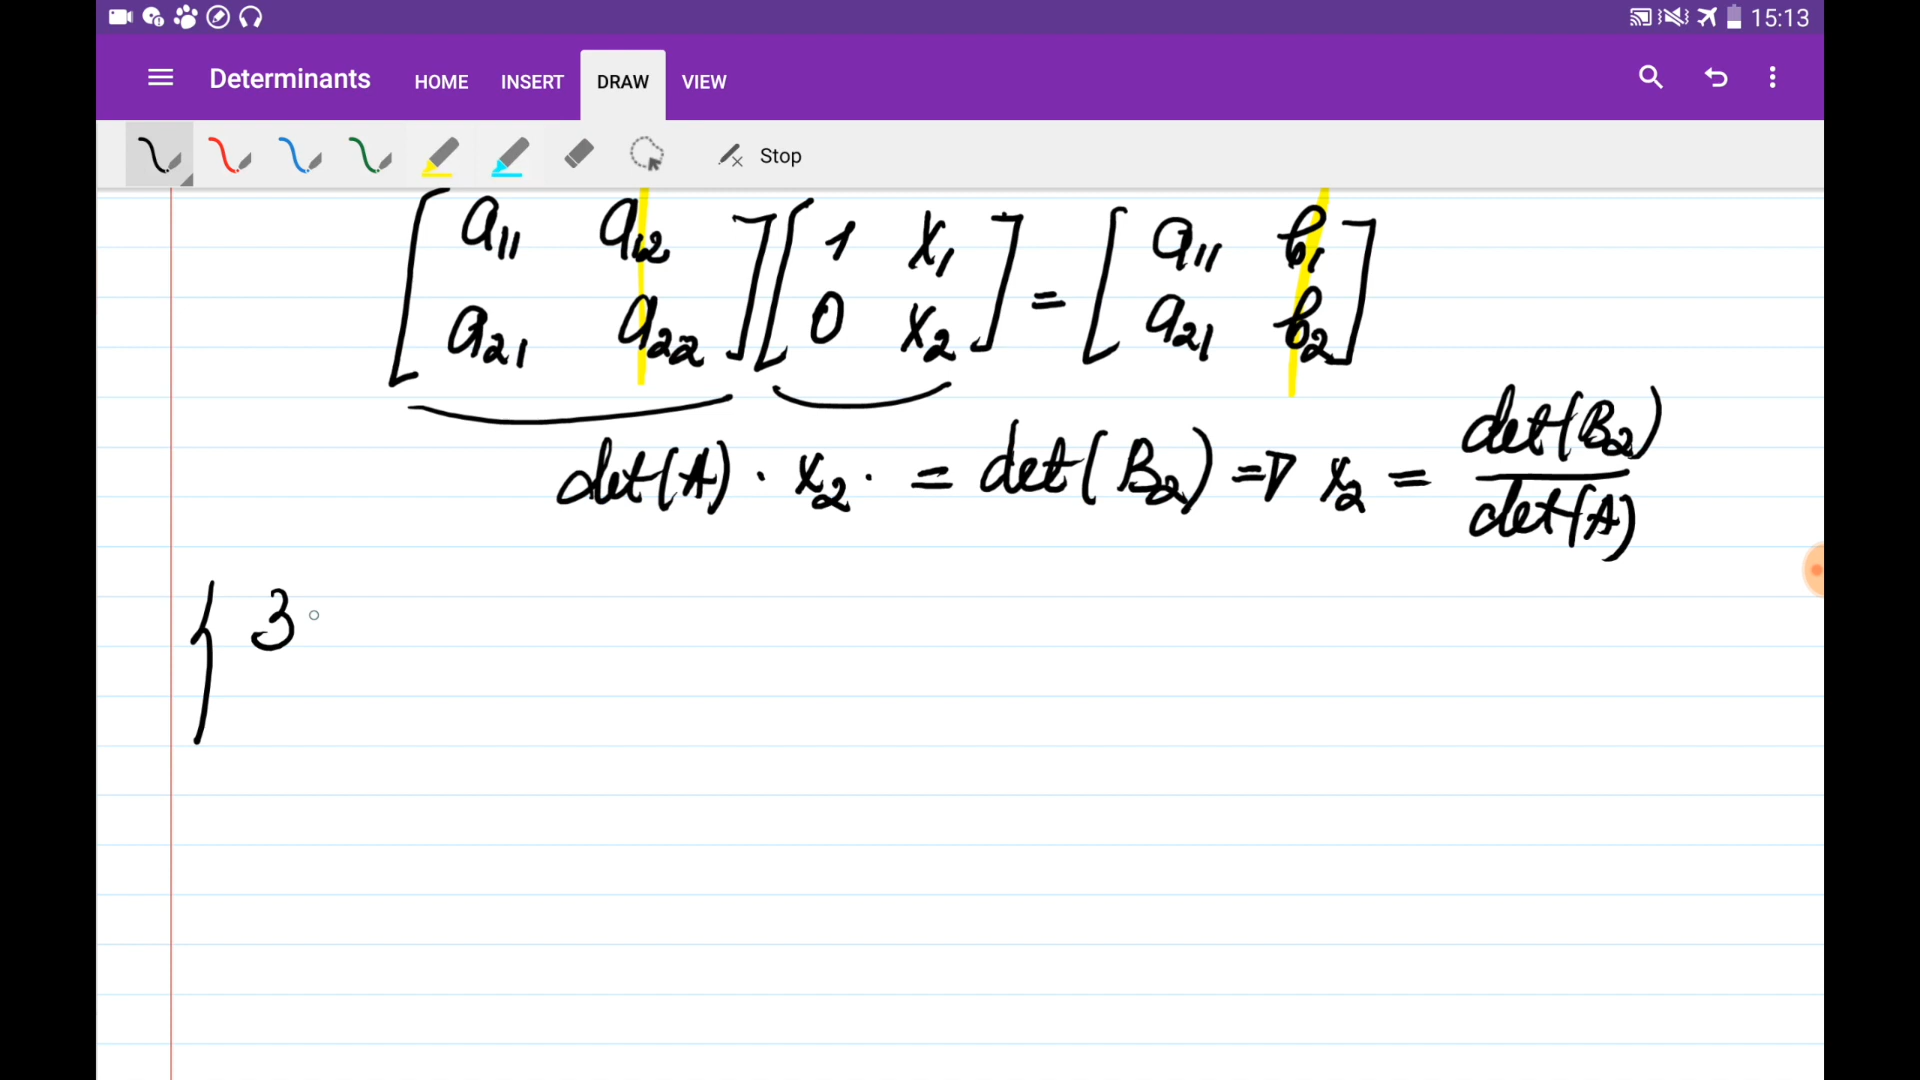 15:13
Determinants HOME INSERT DRAW VIEW
Stop
[a₁₁ a₁₂ a₂₁ a₂₂] [1 x₁ 0 x₂] = [a₁₁ b₁ a₂₁ b₂]
det(A) · x₂ · = det(B₂) => x₂ = det(B₂) / det(A)
{ 3